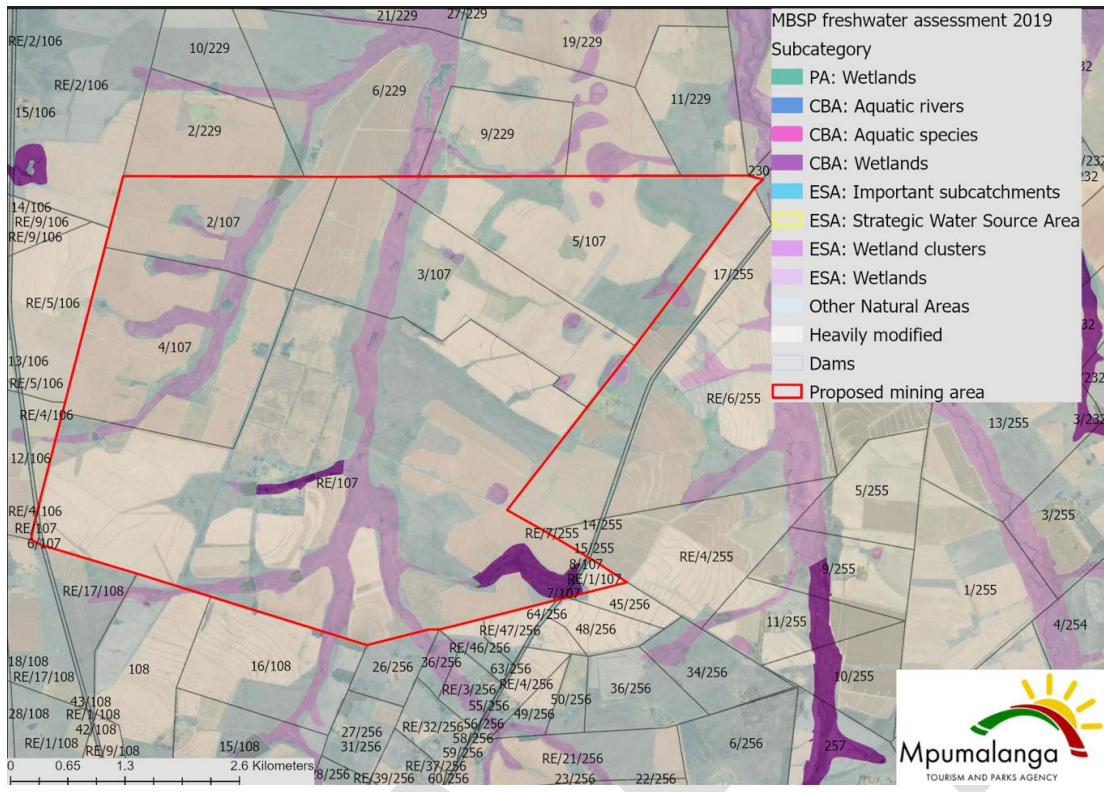 MBSP freshwater assessment 2019
Subcategory
PA: Wetlands
CBA: Aquatic rivers
CBA: Aquatic species
CBA: Wetlands
ESA: Important subcatchments
ESA: Strategic Water Source Area
ESA: Wetland clusters
ESA: Wetlands
Other Natural Areas
Heavily modified
Dams
Proposed mining area
21/229
27/229
RE/2/106
10/229
19/229
RE/2/106
6/229
11/229
15/106
2/229
9/229
230
14/106
RE/9/106
RE/9/106
2/107
5/107
3/107
17/255
RE/5/106
4/107
13/106
RE/5/106
RE/4/106
RE/6/255
3/232
13/255
12/106
RE/107
5/255
RE/4/106
RE/107
6/107
14/255
RE/7/255
15/255
3/255
8/107
RE/1/107
7/107
RE/4/255
9/255
1/255
RE/17/108
64/256
45/256
RE/47/256
48/256
11/255
4/254
18/108
RE/17/108
108
16/108
26/256
36/256
RE/46/256
63/256
RE/4/256
RE/3/256
55/256
50/256
49/256
36/256
34/256
10/255
43/108
28/108
RE/1/108
42/108
RE/1/108
RE/9/108
15/108
27/256
31/256
RE/32/256
56/256
58/256
59/256
RE/37/256
60/256
RE/39/256
RE/21/256
23/256
22/256
6/256
257
0 0.65 1.3 2.6 Kilometers
Mpumalanga
TOURISM AND PARKS AGENCY